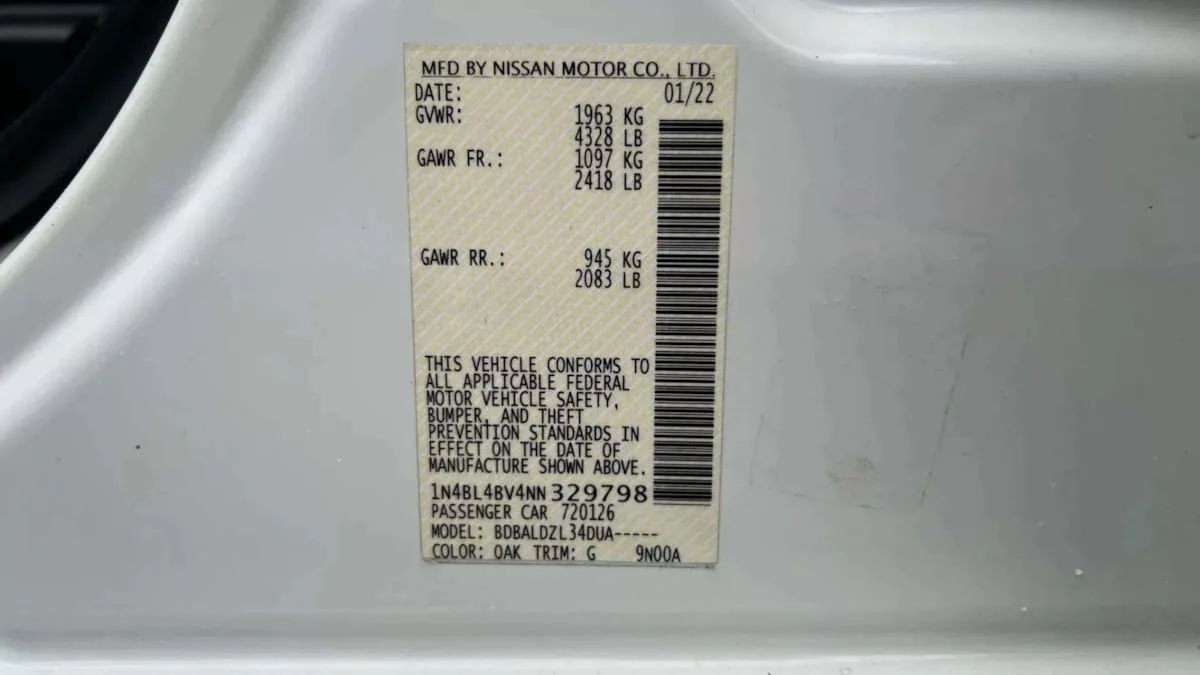 MFD BY NISSAN MOTOR CO., LTD.
DATE: 01/22
GVWR: 1963 KG
4328 LB
GAWR FR.: 1097 KG
2418 LB
GAWR RR.: 945 KG
2083 LB
THIS VEHICLE CONFORMS TO
ALL APPLICABLE FEDERAL
MOTOR VEHICLE SAFETY,
BUMPER, AND THEFT
PREVENTION STANDARDS IN
EFFECT ON THE DATE OF
MANUFACTURE SHOWN ABOVE.
1N4BL4BV4NN329798
PASSENGER CAR 720126
MODEL: BDBALDZL34DUA-----
COLOR: OAK TRIM: G 9N00A